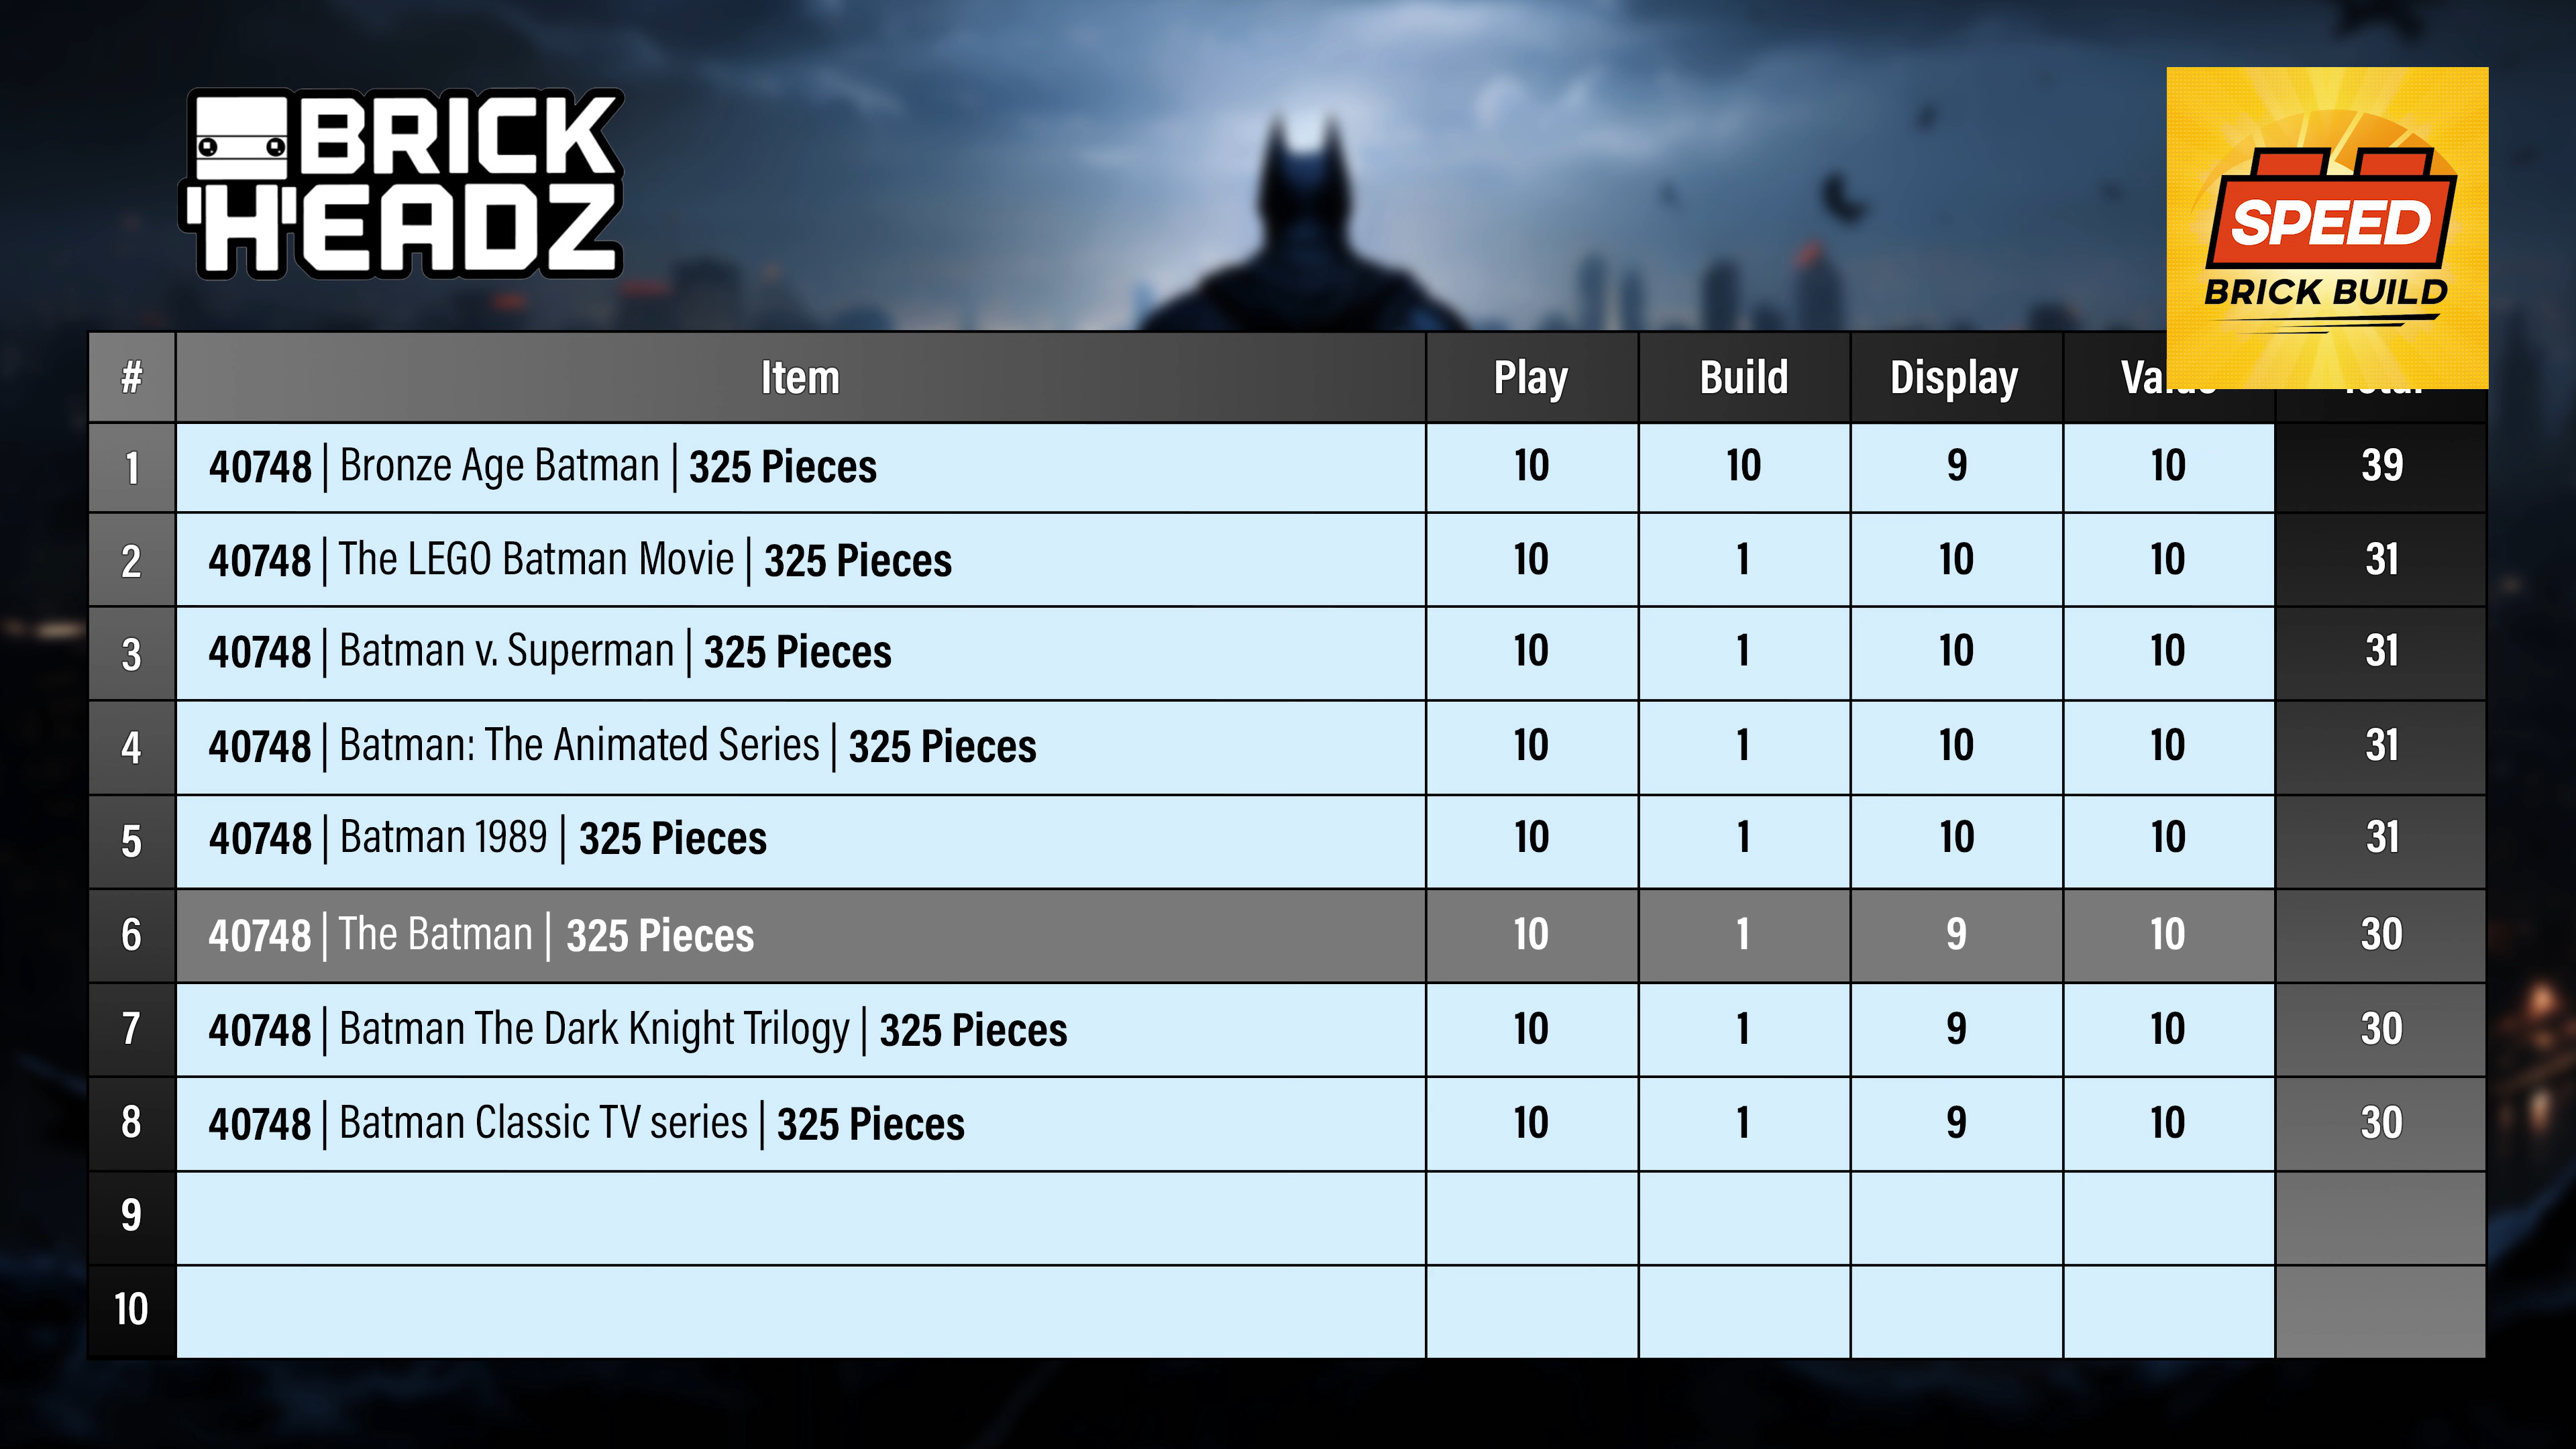 BRICK
HEADZ
SPEED
BRICK BUILD
# Item Play Build Display Value Total
1 40748 | Bronze Age Batman | 325 Pieces 10 10 9 10 39
2 40748 | The LEGO Batman Movie | 325 Pieces 10 1 10 10 31
3 40748 | Batman v. Superman | 325 Pieces 10 1 10 10 31
4 40748 | Batman: The Animated Series | 325 Pieces 10 1 10 10 31
5 40748 | Batman 1989 | 325 Pieces 10 1 10 10 31
6 40748 | The Batman | 325 Pieces 10 1 9 10 30
7 40748 | Batman The Dark Knight Trilogy | 325 Pieces 10 1 9 10 30
8 40748 | Batman Classic TV series | 325 Pieces 10 1 9 10 30
9
10